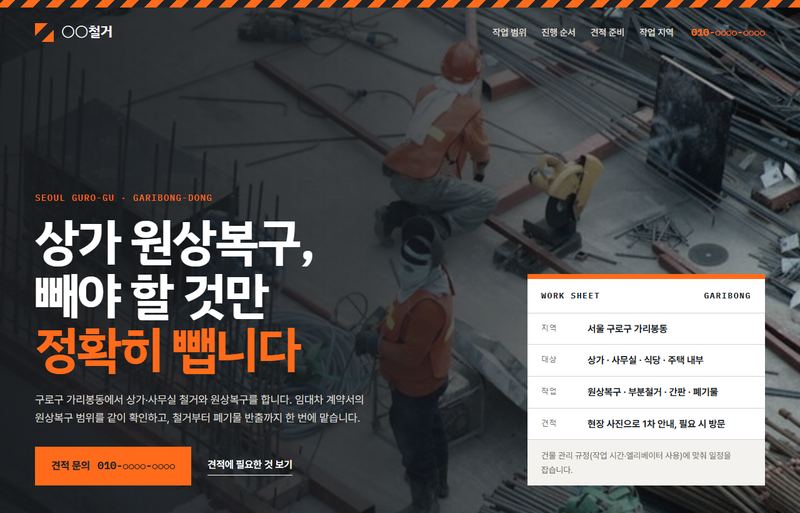 〇〇철거
작업 범위 진행 순서 견적 준비 작업 지역 010-○○○○-○○○○
SEOUL GURO-GU · GARIBONG-DONG
상가 원상복구,
빼야 할 것만
정확히 뺍니다
구로구 가리봉동에서 상가·사무실 철거와 원상복구를 합니다. 임대차 계약서의
원상복구 범위를 같이 확인하고, 철거부터 폐기물 반출까지 한 번에 맡습니다.
견적 문의 010-○○○○-○○○○ 견적에 필요한 것 보기
WORK SHEET GARIBONG
지역 서울 구로구 가리봉동
대상 상가 · 사무실 · 식당 · 주택 내부
작업 원상복구 · 부분철거 · 간판 · 폐기물
견적 현장 사진으로 1차 안내, 필요 시 방문
건물 관리 규정(작업 시간·엘리베이터 사용)에 맞춰 일정을
잡습니다.